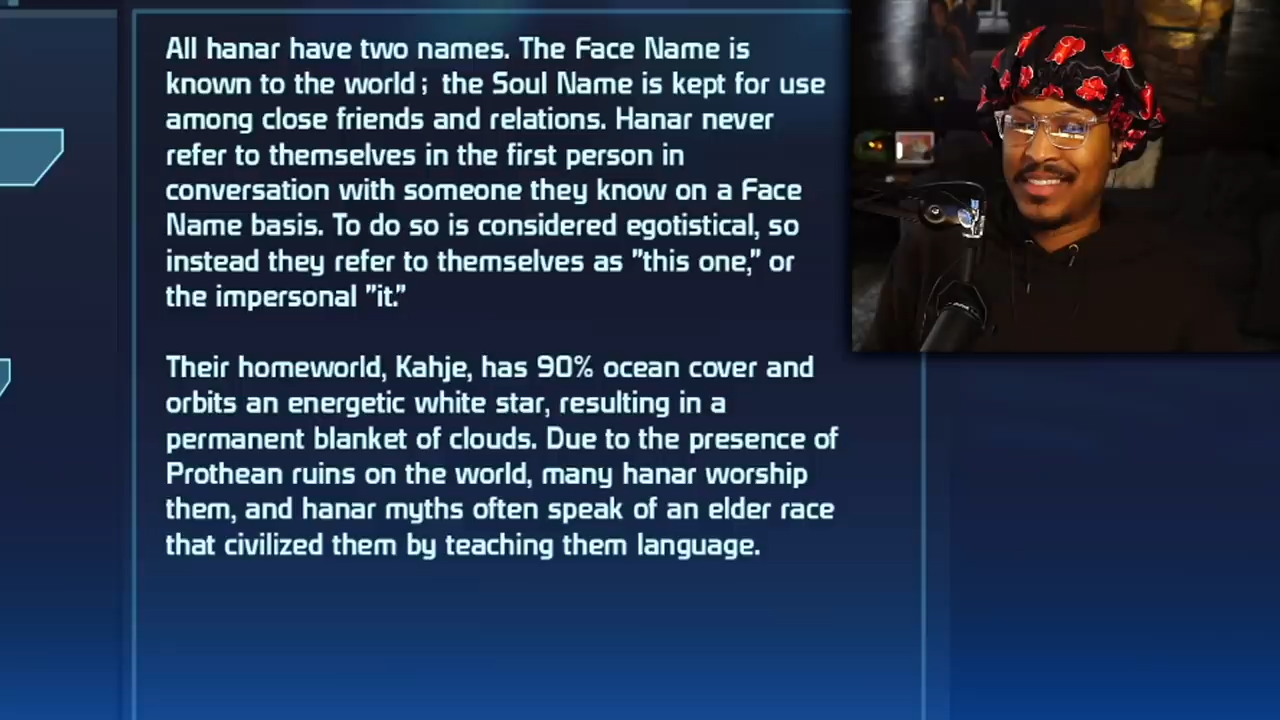 All hanar have two names. The Face Name is
known to the world; the Soul Name is kept for use
among close friends and relations. Hanar never
refer to themselves in the first person in
conversation with someone they know on a Face
Name basis. To do so is considered egotistical, so
instead they refer to themselves as "this one," or
the impersonal "it."
Their homeworld, Kahje, has 90% ocean cover and
orbits an energetic white star, resulting in a
permanent blanket of clouds. Due to the presence of
Prothean ruins on the world, many hanar worship
them, and hanar myths often speak of an elder race
that civilized them by teaching them language.